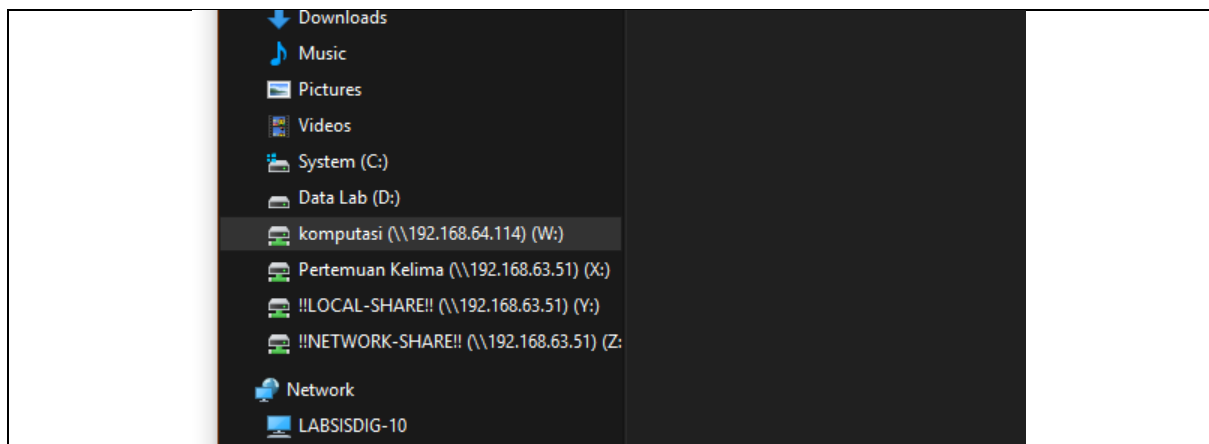 Downloads
Music
Pictures
Videos
System (C:)
Data Lab (D:)
komputasi (\\192.168.64.114) (W:)
Pertemuan Kelima (\\192.168.63.51) (X:)
!!LOCAL-SHARE!! (\\192.168.63.51) (Y:)
!!NETWORK-SHARE!! (\\192.168.63.51) (Z:
Network
LABSISDIG-10